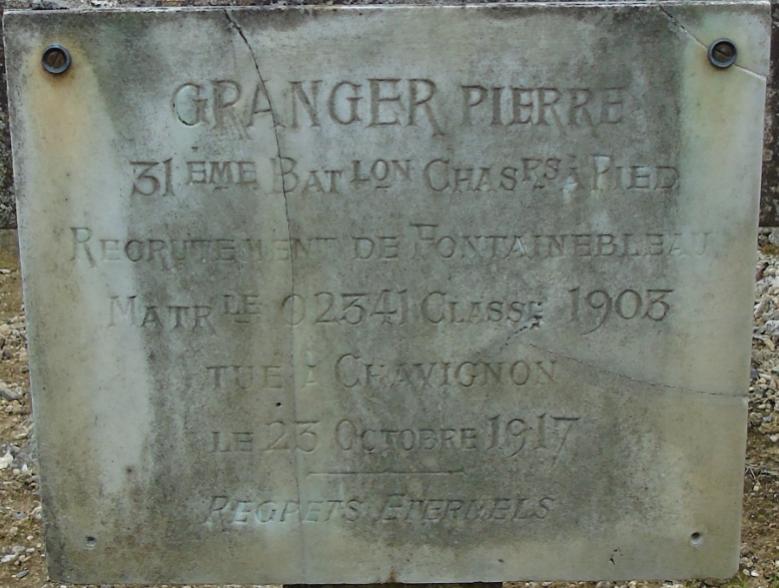 GRANGER PIERRE
31ÈME BATLON CHASRS À PIED
RECRUTEMENT DE FONTAINEBLEAU
MATRLE 02341 CLASSE 1903
TUÉ À CHAVIGNON
LE 23 OCTOBRE 1917
REGRETS ETERNELS